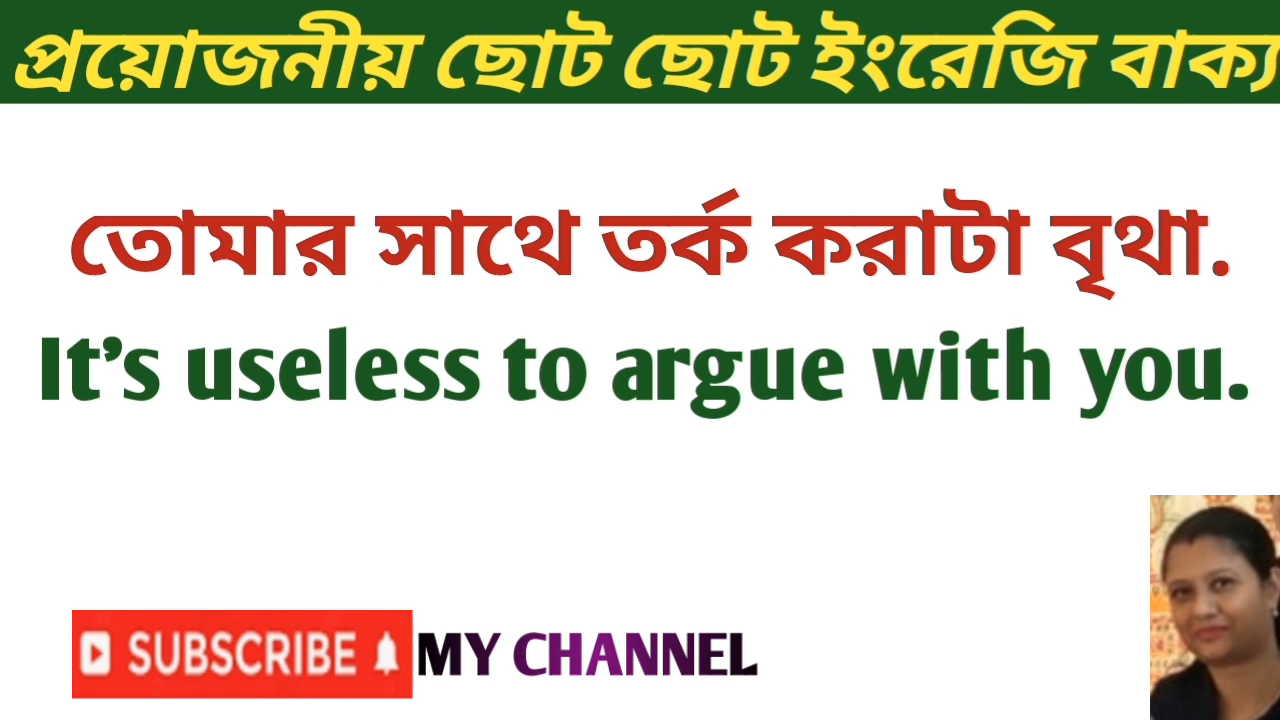 প্রয়োজনীয় ছোট ছোট ইংরেজি বাক্য
তোমার সাথে তর্ক করাটা বৃথা.
It's useless to argue with you.
SUBSCRIBE MY CHANNEL